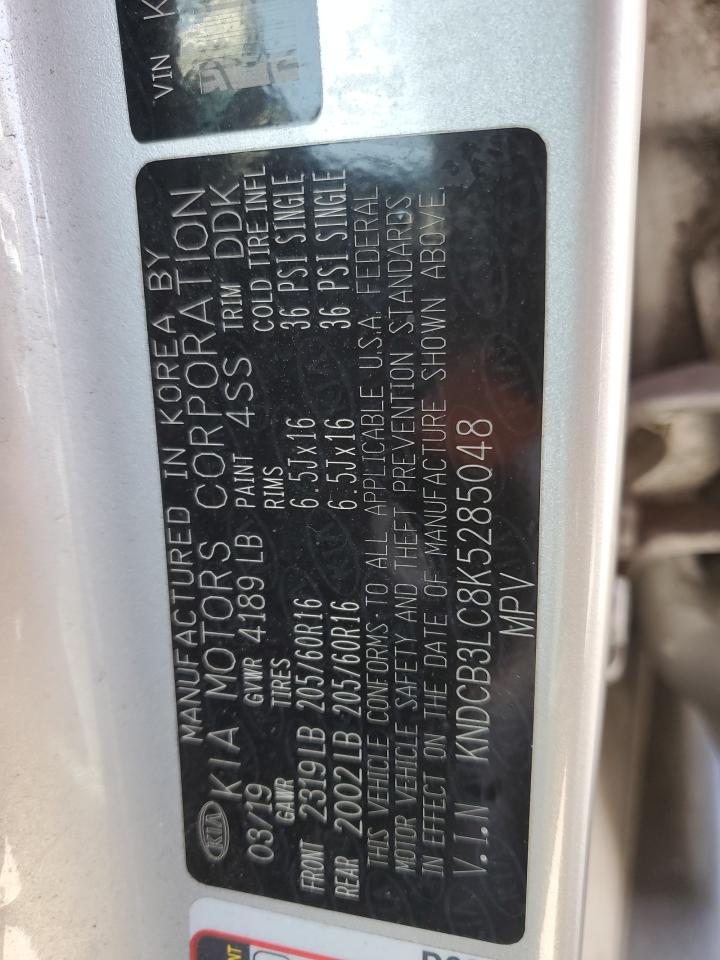 VIN K
MANUFACTURED IN KOREA BY
KIA KIA MOTORS CORPORATION
03/19 GVWR 4189 LB PAINT 4SS TRIM DDK
GAWR TIRES RIMS COLD TIRE INFL
FRONT 2319LB 205/60R16 6.5Jx16 36 PSI SINGLE
REAR 2002LB 205/60R16 6.5Jx16 36 PSI SINGLE
THIS VEHICLE CONFORMS TO ALL APPLICABLE U.S.A. FEDERAL
MOTOR VEHICLE SAFETY AND THEFT PREVENTION STANDARDS
IN EFFECT ON THE DATE OF MANUFACTURE SHOWN ABOVE.
V.I.N KNDCB3LC8K5285048
MPV